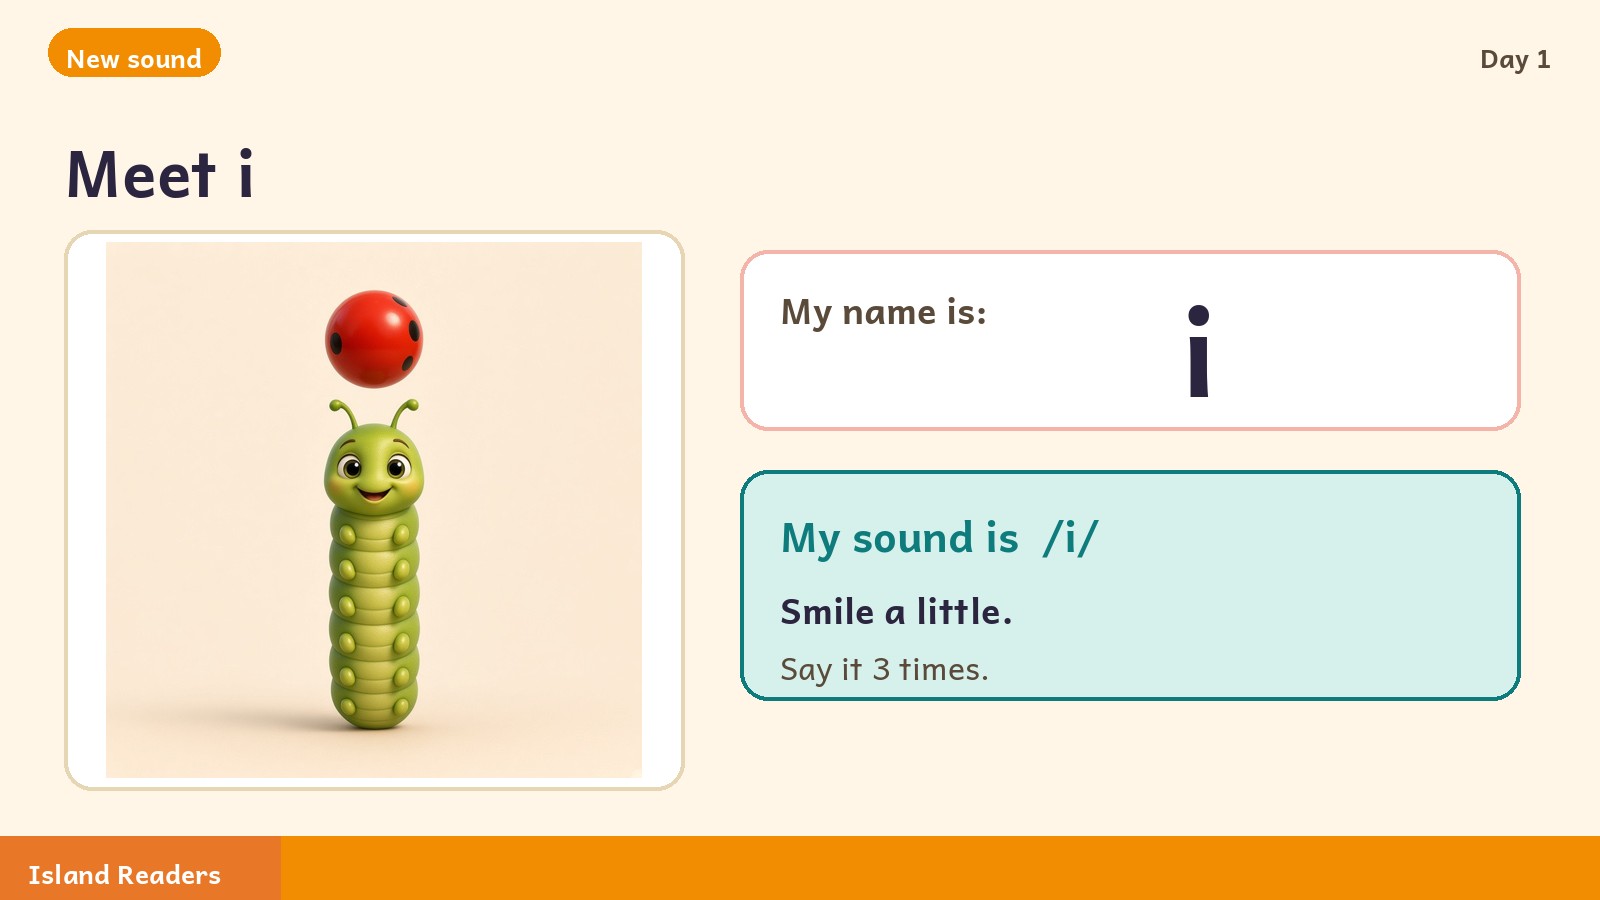 New sound
Day 1
Meet i
My name is:
i
My sound is /i/
Smile a little.
Say it 3 times.
Island Readers